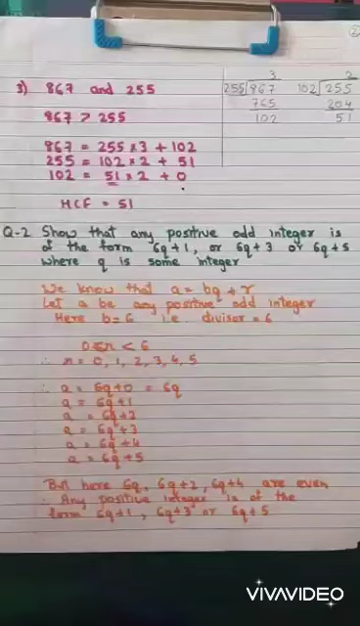 3) 867 and 255
867 > 255
867 = 255 × 3 + 102
255 = 102 × 2 + 51
102 = 51 × 2 + 0
HCF = 51
3
255)867
765
102
2
102)255
204
51
Q-2 Show that any positive odd integer is
of the form 6q+1, or 6q+3 or 6q+5
where q is some integer
We know that a = bq + r
Let a be any positive odd integer
Here b = 6 i.e. divisor = 6
0≤r < 6
∴ r = 0, 1, 2, 3, 4, 5
∴ a = 6q+0 = 6q
a = 6q+1
a = 6q+2
a = 6q+3
a = 6q+4
a = 6q+5
But here 6q, 6q+2, 6q+4 are even
∴ Any positive integer is of the
form 6q+1, 6q+3 or 6q+5
VIVAVIDEO